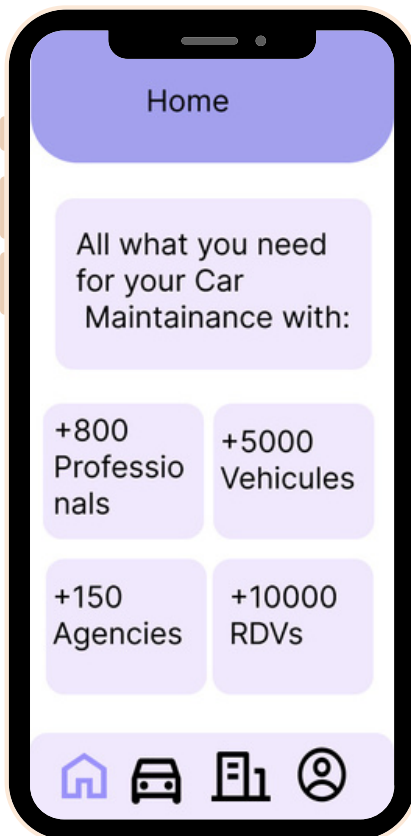 Home
All what you need
for your Car
Maintainance with:
+800
Professio
nals
+5000
Vehicules
+150
Agencies
+10000
RDVs